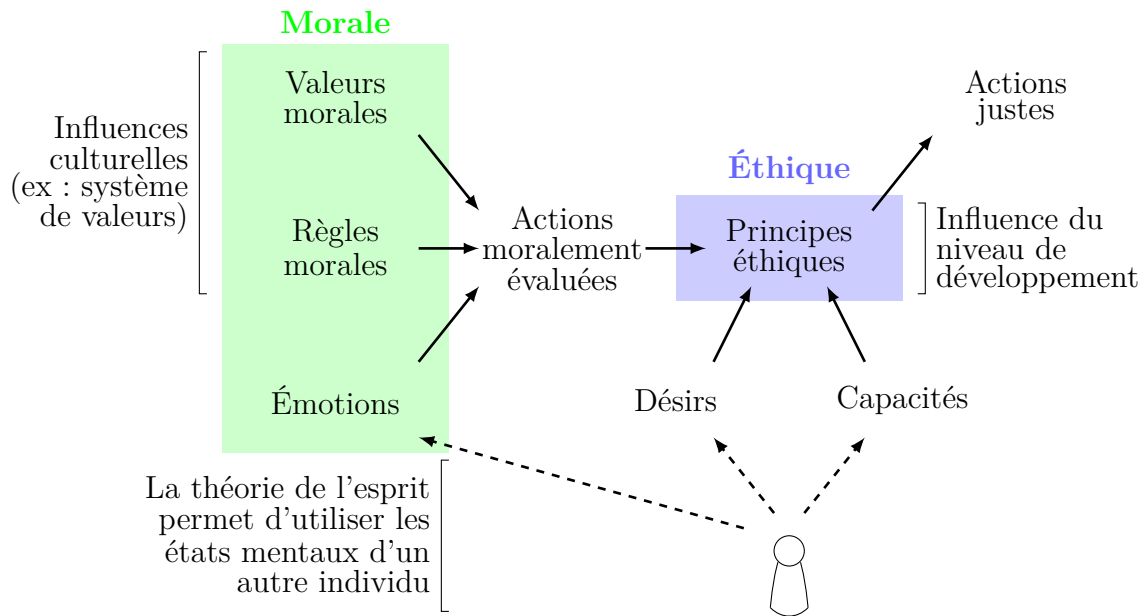 Morale
Valeurs
morales
Influences
culturelles
(ex : système
de valeurs)
Règles
morales
Émotions
Actions
moralement
évaluées
Éthique
Principes
éthiques
Actions
justes
Influence du
niveau de
développement
Désirs
Capacités
La théorie de l'esprit
permet d'utiliser les
états mentaux d'un
autre individu